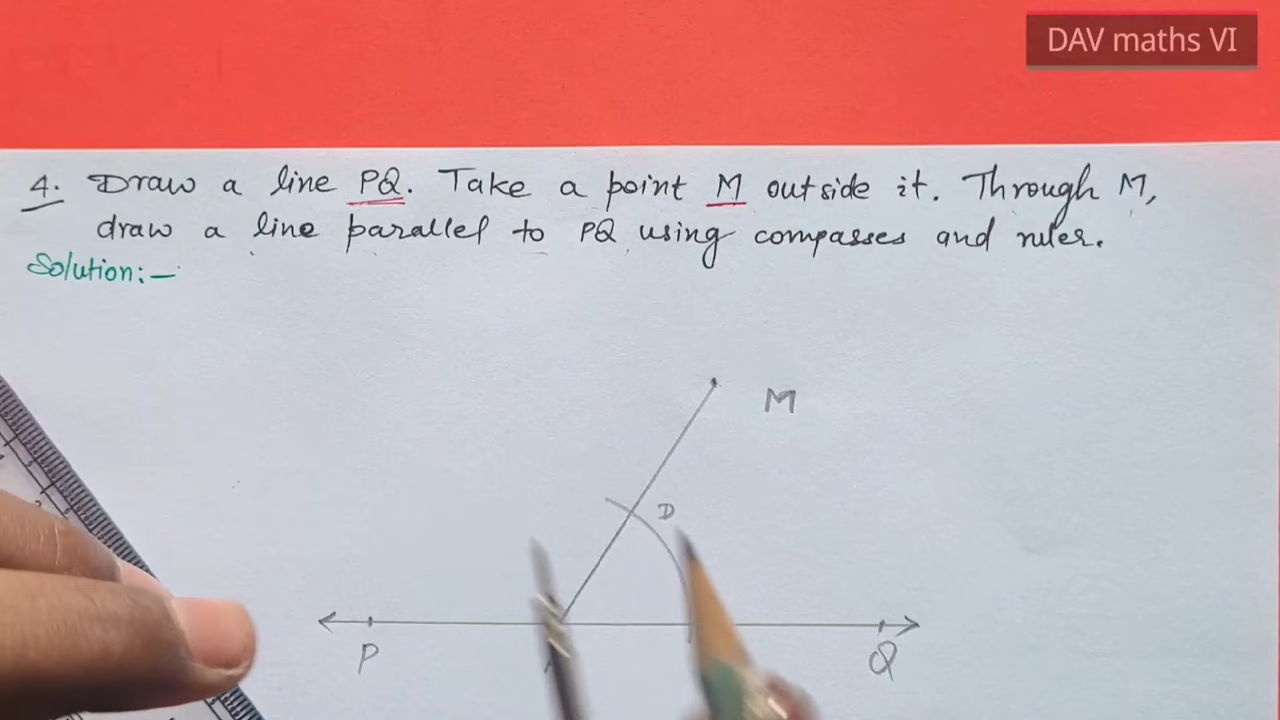 DAV maths VI
4. Draw a line PQ. Take a point M outside it. Through M,
draw a line parallel to PQ using compasses and ruler.
Solution:-
M
D
P
Q